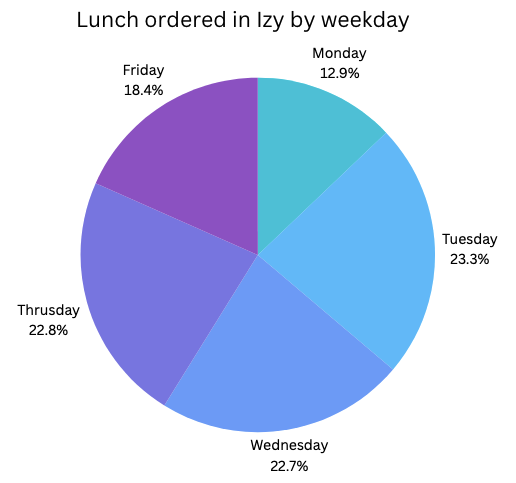 Lunch ordered in Izy by weekday
Monday
12.9%
Friday
18.4%
Tuesday
23.3%
Thrusday
22.8%
Wednesday
22.7%